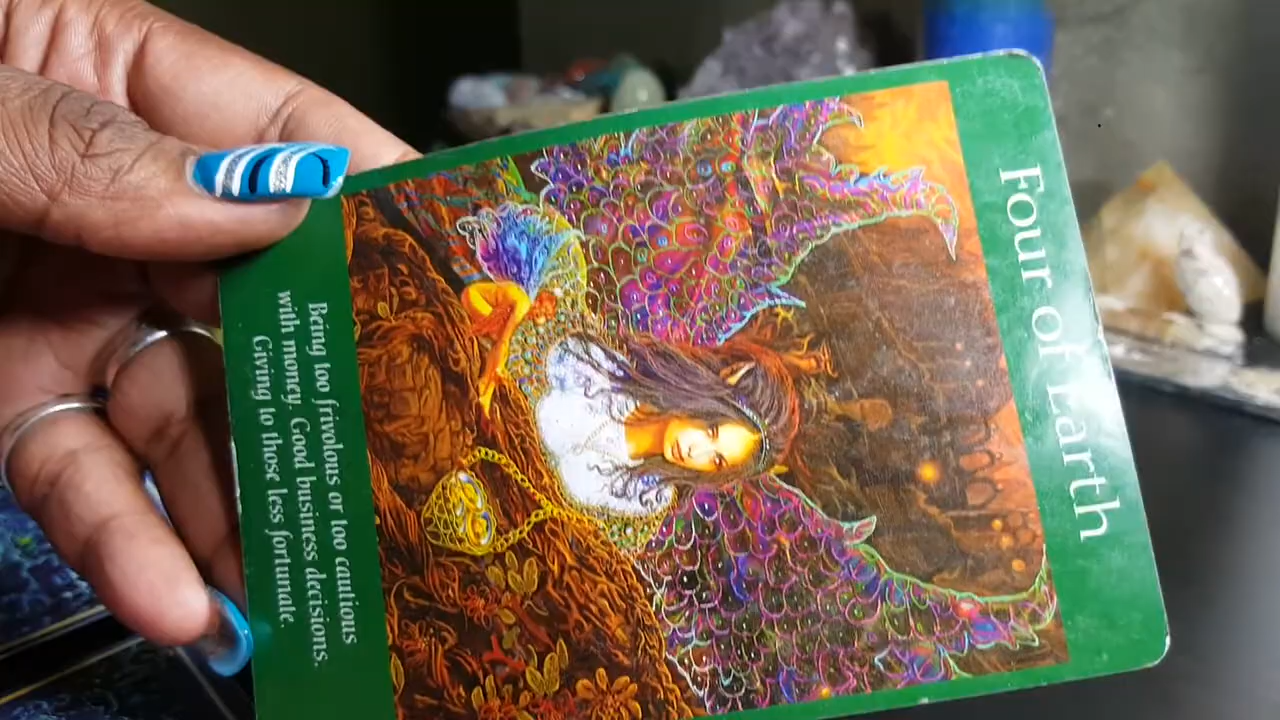 Four of Earth
Being too frivolous or too cautious
with money. Good business decisions.
Giving to those less fortunate.